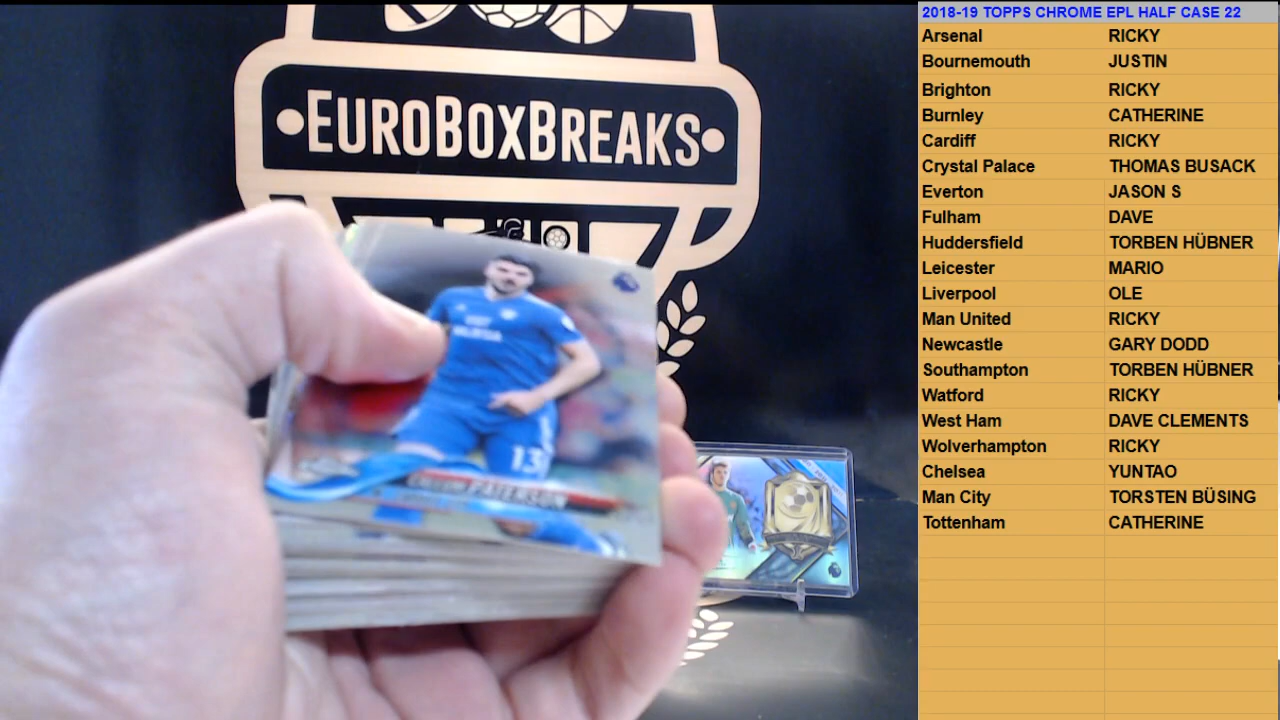 EUROBOXBREAKS
13
CALLUM PATERSON
2018-19 TOPPS CHROME EPL HALF CASE 22
Arsenal RICKY
Bournemouth JUSTIN
Brighton RICKY
Burnley CATHERINE
Cardiff RICKY
Crystal Palace THOMAS BUSACK
Everton JASON S
Fulham DAVE
Huddersfield TORBEN HÜBNER
Leicester MARIO
Liverpool OLE
Man United RICKY
Newcastle GARY DODD
Southampton TORBEN HÜBNER
Watford RICKY
West Ham DAVE CLEMENTS
Wolverhampton RICKY
Chelsea YUNTAO
Man City TORSTEN BÜSING
Tottenham CATHERINE